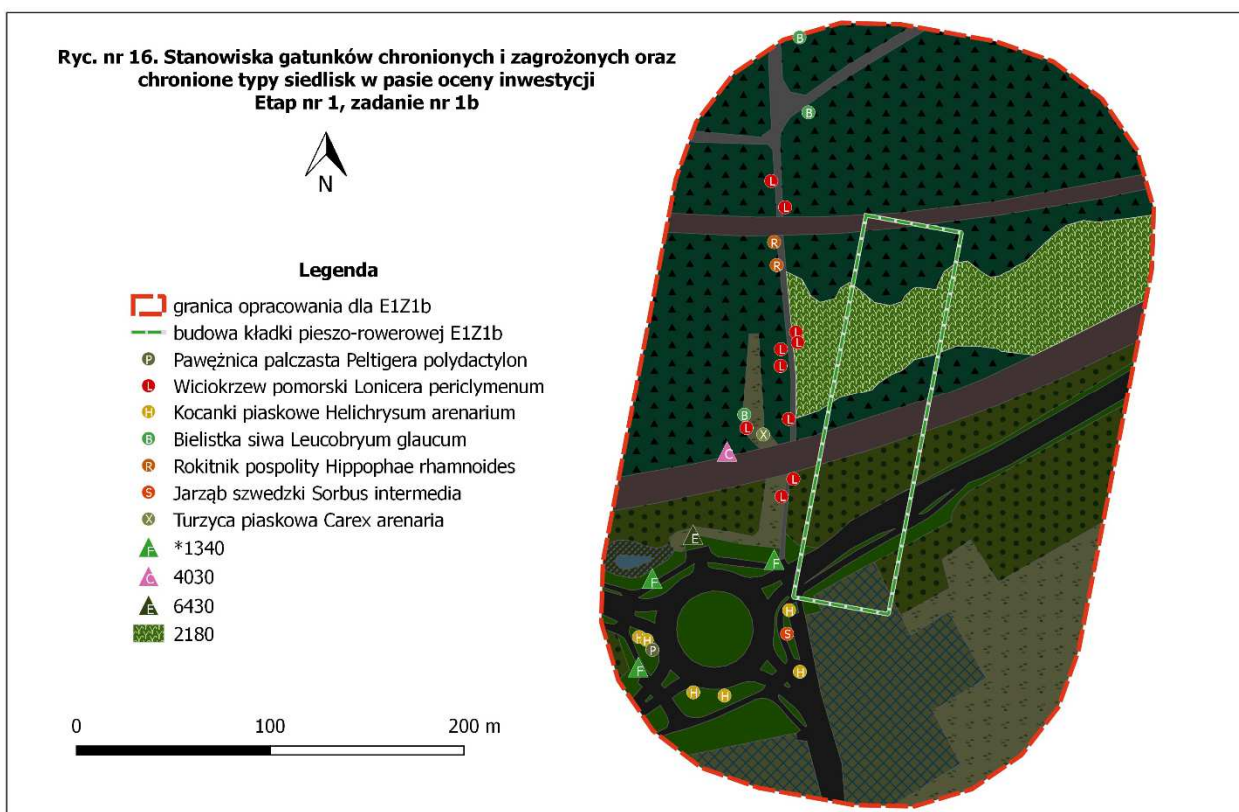 Ryc. nr 16. Stanowiska gatunków chronionych i zagrożonych oraz
chronione typy siedlisk w pasie oceny inwestycji
Etap nr 1, zadanie nr 1b
N
Legenda
granica opracowania dla E1Z1b
budowa kładki pieszo-rowerowej E1Z1b
P Pawężnica palczasta Peltigera polydactylon
L Wiciokrzew pomorski Lonicera periclymenum
H Kocanki piaskowe Helichrysum arenarium
B Bielistka siwa Leucobryum glaucum
R Rokitnik pospolity Hippophae rhamnoides
S Jarząb szwedzki Sorbus intermedia
X Turzyca piaskowa Carex arenaria
F *1340
C 4030
E 6430
2180
0 100 200 m
B
B
L
L
R
R
L
L
L
L
B
L
L
X
C
L
L
E
F
F
H
S
H
H
P
F
H
H
H